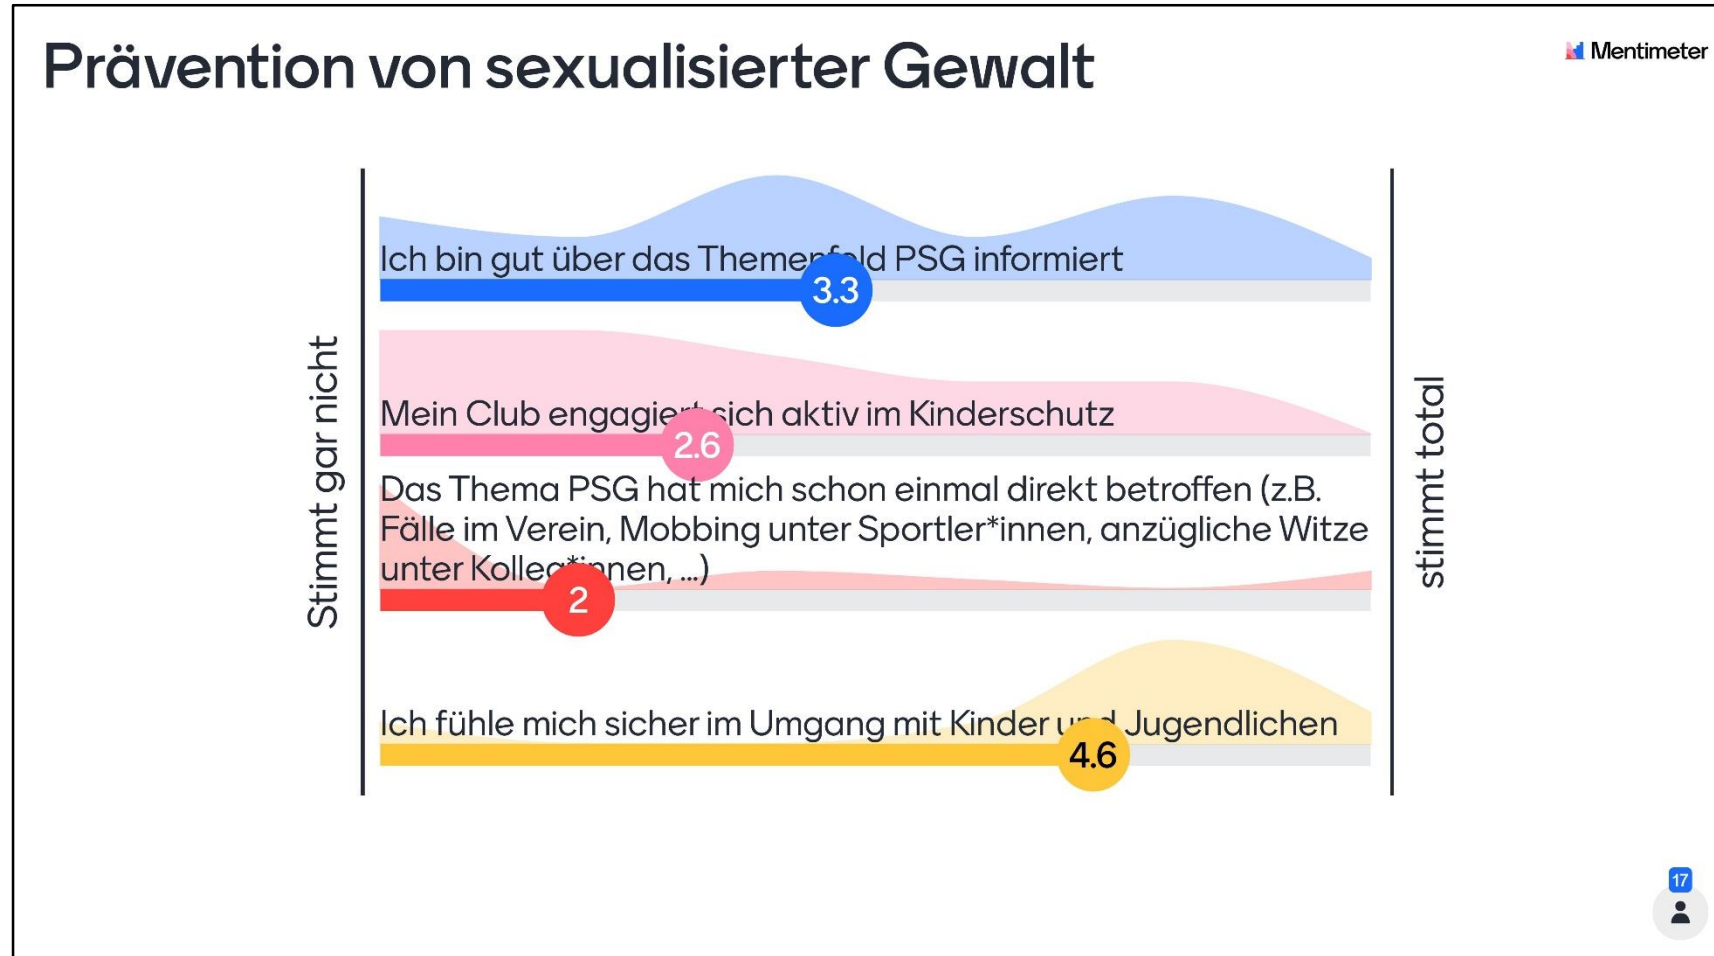 Prävention von sexualisierter Gewalt
Mentimeter
Stimmt gar nicht
Ich bin gut über das Themenfeld PSG informiert
3.3
Mein Club engagiert sich aktiv im Kinderschutz
2.6
Das Thema PSG hat mich schon einmal direkt betroffen (z.B.
Fälle im Verein, Mobbing unter Sportler*innen, anzügliche Witze
unter Kolleg*innen, ...)
2
Ich fühle mich sicher im Umgang mit Kinder und Jugendlichen
4.6
stimmt total
17